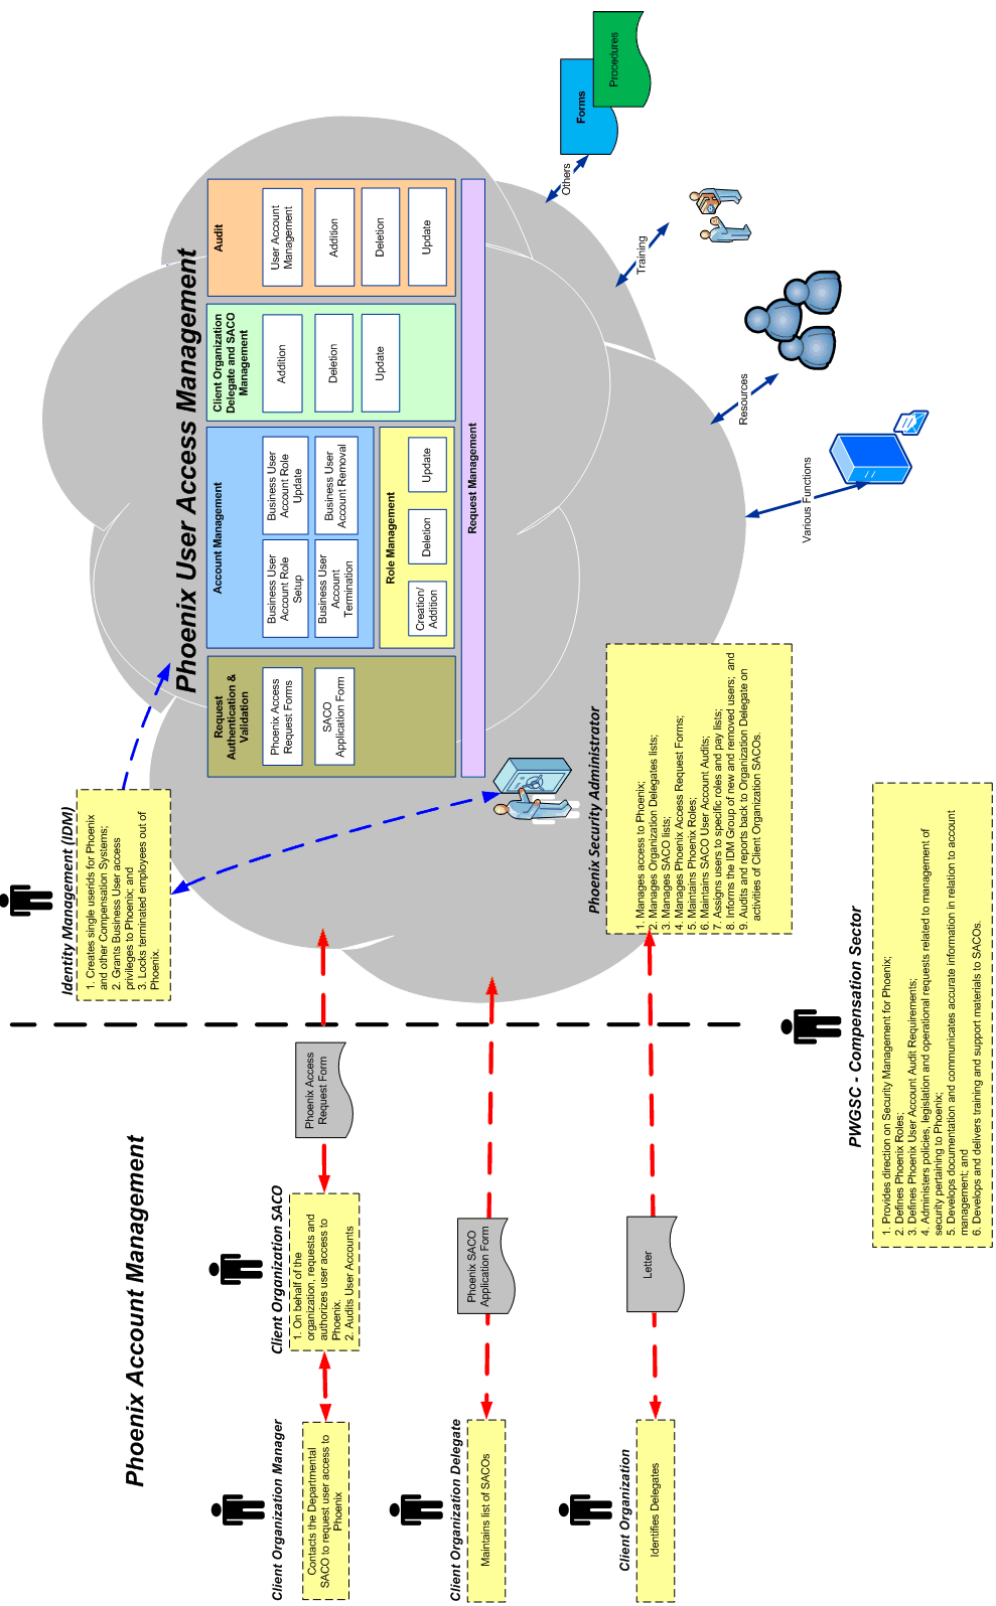 Phoenix Account Management
Client Organization Manager
Contacts the Departmental
SACO to request user access to
Phoenix
Client Organization SACO
1. On behalf of the
organization, requests and
authorizes user access to
Phoenix.
2. Audits User Accounts
Phoenix Access
Request Form
Client Organization Delegate
Maintains list of SACOs
Phoenix SACO
Application Form
Client Organization
Identifies Delegates
Letter
Identity Management (IDM)
1. Creates single userids for Phoenix
and other Compensation Systems;
2. Grants Business User access
privileges to Phoenix; and
3. Locks terminated employees out of
Phoenix.
Phoenix User Access Management
Request
Authentication &
Validation
Phoenix Access
Request Forms
SACO
Application Form
Account Management
Business User
Account Role
Setup
Business User
Account Role
Update
Business User
Account
Termination
Business User
Account Removal
Role Management
Creation/
Addition
Deletion
Update
Client Organization
Delegate and SACO
Management
Addition
Deletion
Update
Audit
User Account
Management
Addition
Deletion
Update
Request Management
Phoenix Security Administrator
1. Manages access to Phoenix;
2. Manages Organization Delegates lists;
3. Manages SACO lists;
4. Manages Phoenix Access Request Forms;
5. Maintains Phoenix Roles;
6. Maintains SACO User Account Audits;
7. Assigns users to specific roles and pay lists;
8. Informs the IDM Group of new and removed users; and
9. Audits and reports back to Organization Delegate on
activities of Client Organization SACOs.
Various Functions
Resources
Training
Others
Forms
Procedures
PWGSC - Compensation Sector
1. Provides direction on Security Management for Phoenix;
2. Defines Phoenix Roles;
3. Defines Phoenix User Account Audit Requirements;
4. Administers policies, legislation and operational requests related to management of
security pertaining to Phoenix;
5. Develops documentation and communicates accurate information in relation to account
management; and
6. Develops and delivers training and support materials to SACOs.